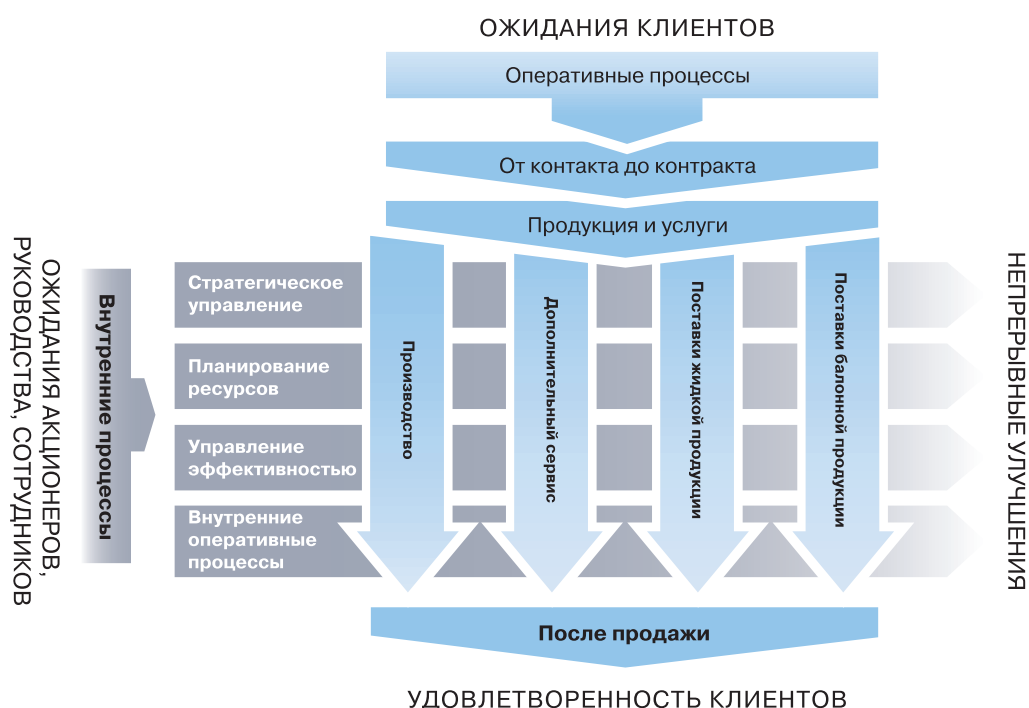 ОЖИДАНИЯ КЛИЕНТОВ
Оперативные процессы
От контакта до контракта
Продукция и услуги
ОЖИДАНИЯ АКЦИОНЕРОВ,
РУКОВОДСТВА, СОТРУДНИКОВ
Внутренние процессы
Стратегическое
управление
Планирование
ресурсов
Управление
эффективностью
Внутренние
оперативные
процессы
Производство
Дополнительный сервис
Поставки жидкой продукции
Поставки балонной продукции
НЕПРЕРЫВНЫЕ УЛУЧШЕНИЯ
После продажи
УДОВЛЕТВОРЕННОСТЬ КЛИЕНТОВ